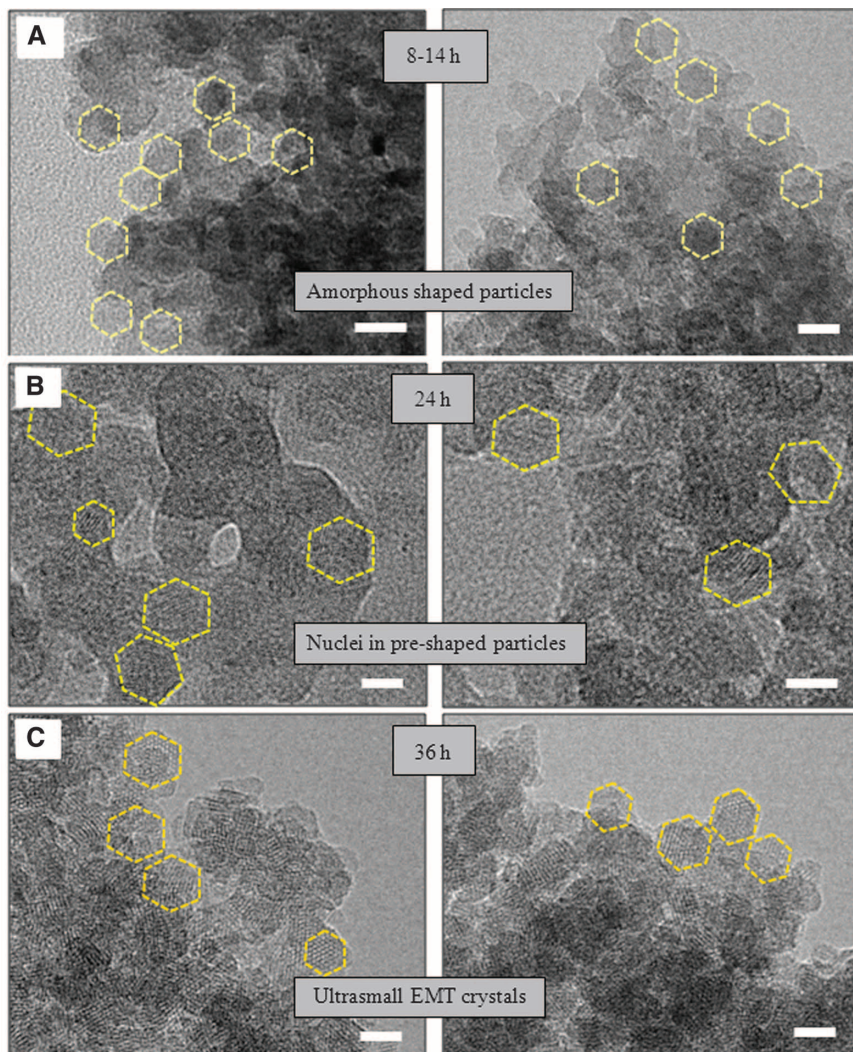 A
8-14 h
Amorphous shaped particles
B
24 h
Nuclei in pre-shaped particles
C
36 h
Ultrasmall EMT crystals